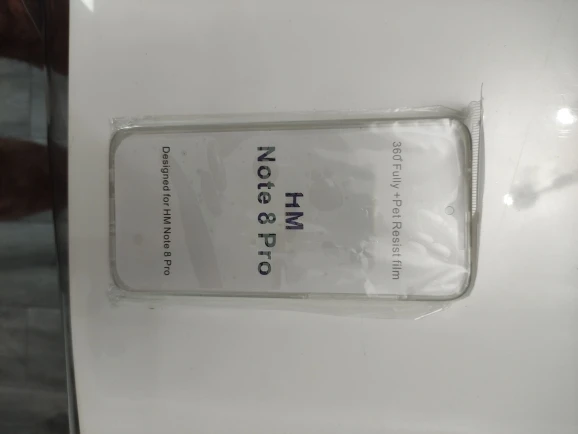 360°Fully+Pet Resist film
HM
Note 8 Pro
Designed for HM Note 8 Pro